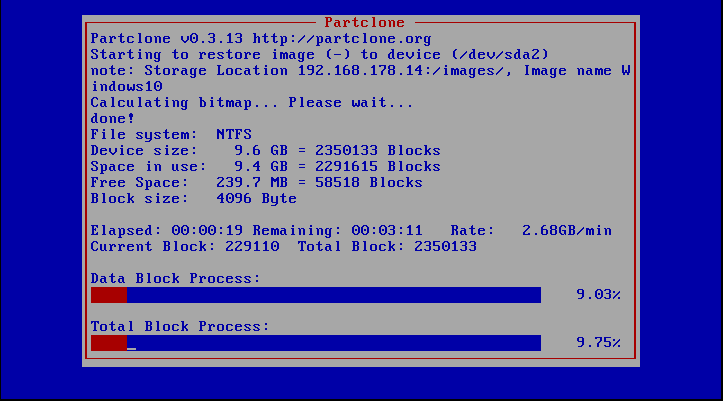 Partclone
Partclone v0.3.13 http://partclone.org
Starting to restore image (-) to device (/dev/sda2)
note: Storage Location 192.168.178.14:/images/, Image name W
indows10
Calculating bitmap... Please wait...
done!
File system:  NTFS
Device size:    9.6 GB = 2350133 Blocks
Space in use:   9.4 GB = 2291615 Blocks
Free Space:   239.7 MB = 58518 Blocks
Block size:   4096 Byte
Elapsed: 00:00:19 Remaining: 00:03:11   Rate:   2.68GB/min
Current Block: 229110  Total Block: 2350133
Data Block Process:
9.03%
Total Block Process:
9.75%